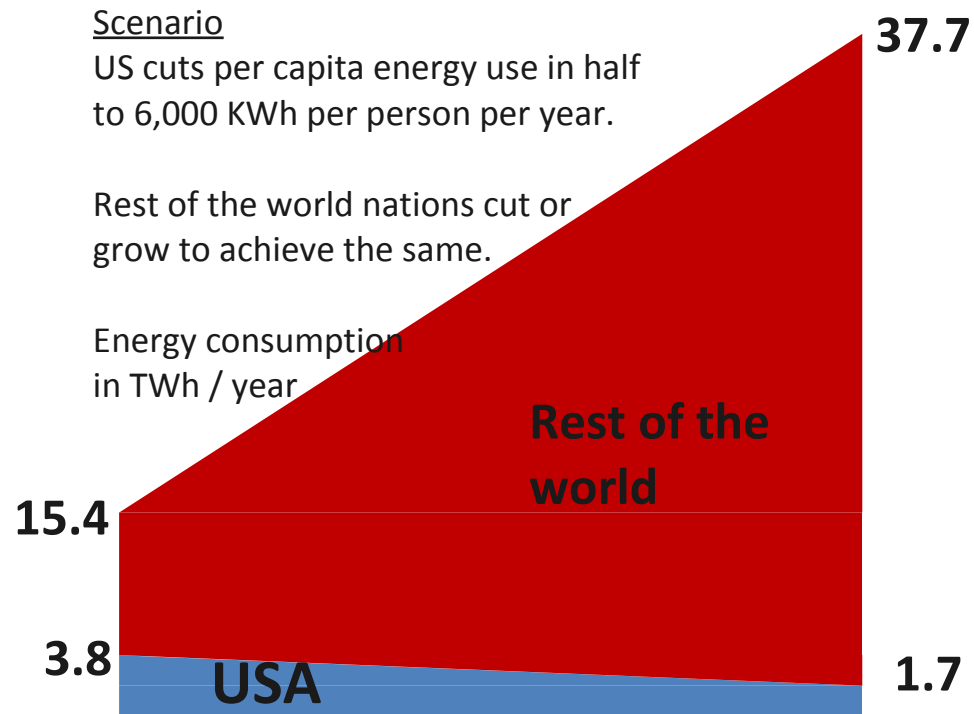 Scenario
US cuts per capita energy use in half
to 6,000 KWh per person per year.
Rest of the world nations cut or
grow to achieve the same.
Energy consumption
in TWh / year
37.7
Rest of the
world
15.4
3.8
USA
1.7